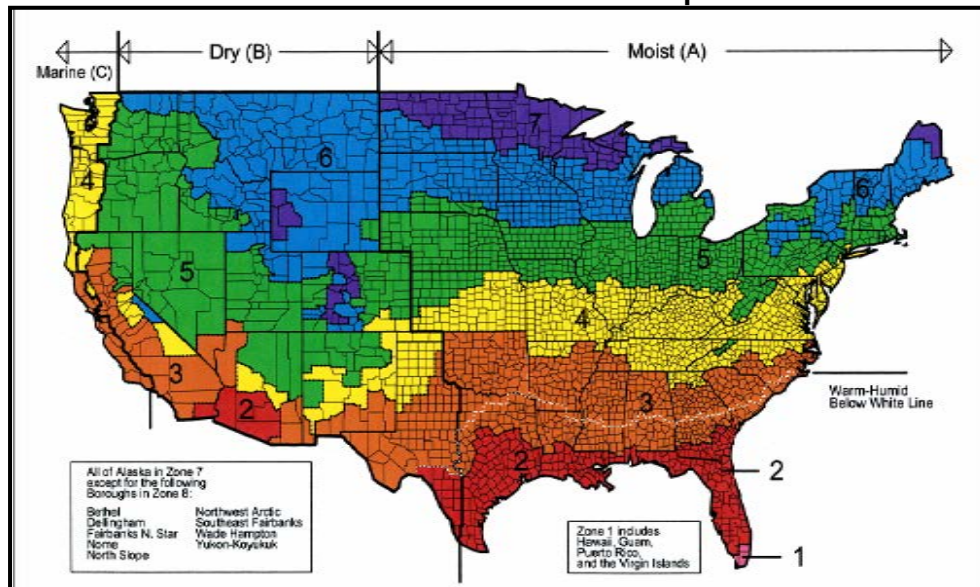 Marine (C)
Dry (B)
Moist (A)
7
6
6
4
5
5
4
3
3
2
2
2
1
Warm-Humid
Below White Line
All of Alaska in Zone 7
except for the following
Boroughs in Zone 8:
Bethel
Dellingham
Fairbanks N. Star
Nome
North Slope
Northwest Arctic
Southeast Fairbanks
Wade Hampton
Yukon-Koyukuk
Zone 1 includes
Hawaii, Guam,
Puerto Rico,
and the Virgin Islands